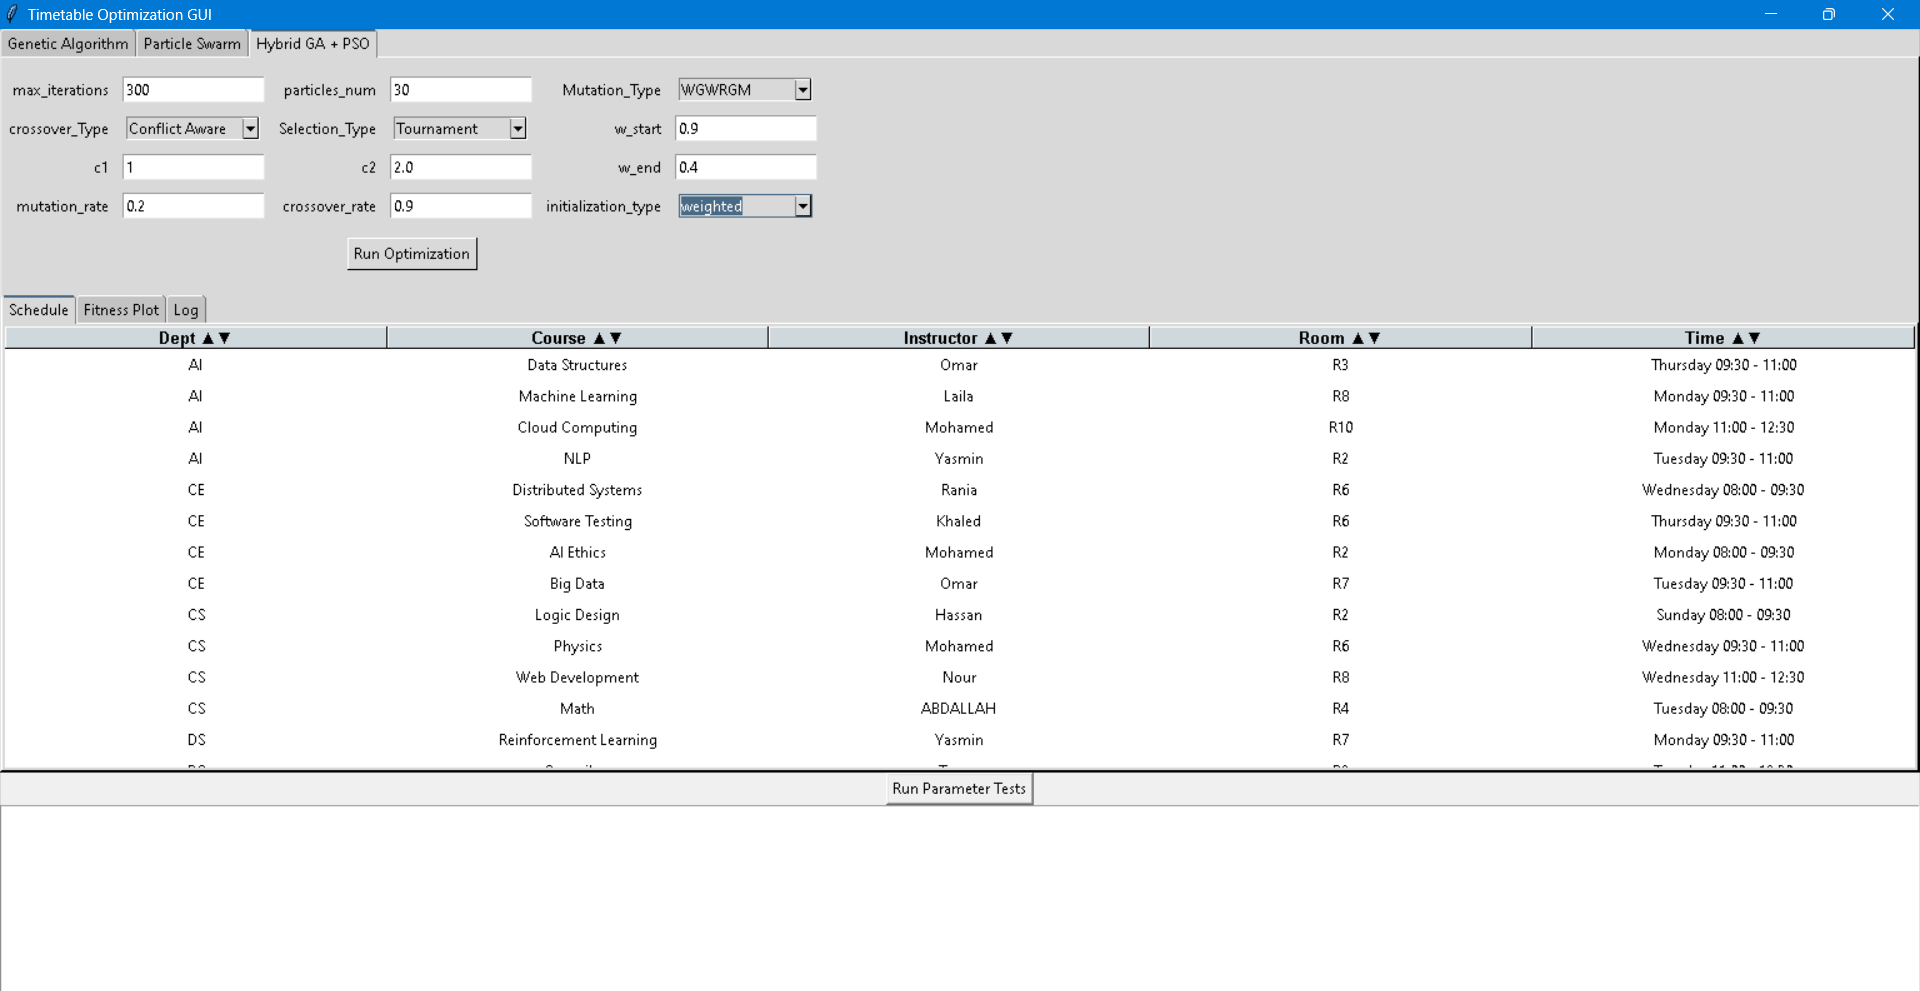 Timetable Optimization GUI
Genetic Algorithm Particle Swarm Hybrid GA + PSO
max_iterations 300 particles_num 30 Mutation_Type WGWRGM
crossover_Type Conflict Aware Selection_Type Tournament w_start 0.9
c1 1 c2 2.0 w_end 0.4
mutation_rate 0.2 crossover_rate 0.9 initialization_type weighted
Run Optimization
Schedule Fitness Plot Log
Dept ▲▼ Course ▲▼ Instructor ▲▼ Room ▲▼ Time ▲▼
AI Data Structures Omar R3 Thursday 09:30 - 11:00
AI Machine Learning Laila R8 Monday 09:30 - 11:00
AI Cloud Computing Mohamed R10 Monday 11:00 - 12:30
AI NLP Yasmin R2 Tuesday 09:30 - 11:00
CE Distributed Systems Rania R6 Wednesday 08:00 - 09:30
CE Software Testing Khaled R6 Thursday 09:30 - 11:00
CE AI Ethics Mohamed R2 Monday 08:00 - 09:30
CE Big Data Omar R7 Tuesday 09:30 - 11:00
CS Logic Design Hassan R2 Sunday 08:00 - 09:30
CS Physics Mohamed R6 Wednesday 09:30 - 11:00
CS Web Development Nour R8 Wednesday 11:00 - 12:30
CS Math ABDALLAH R4 Tuesday 08:00 - 09:30
DS Reinforcement Learning Yasmin R7 Monday 09:30 - 11:00
Run Parameter Tests